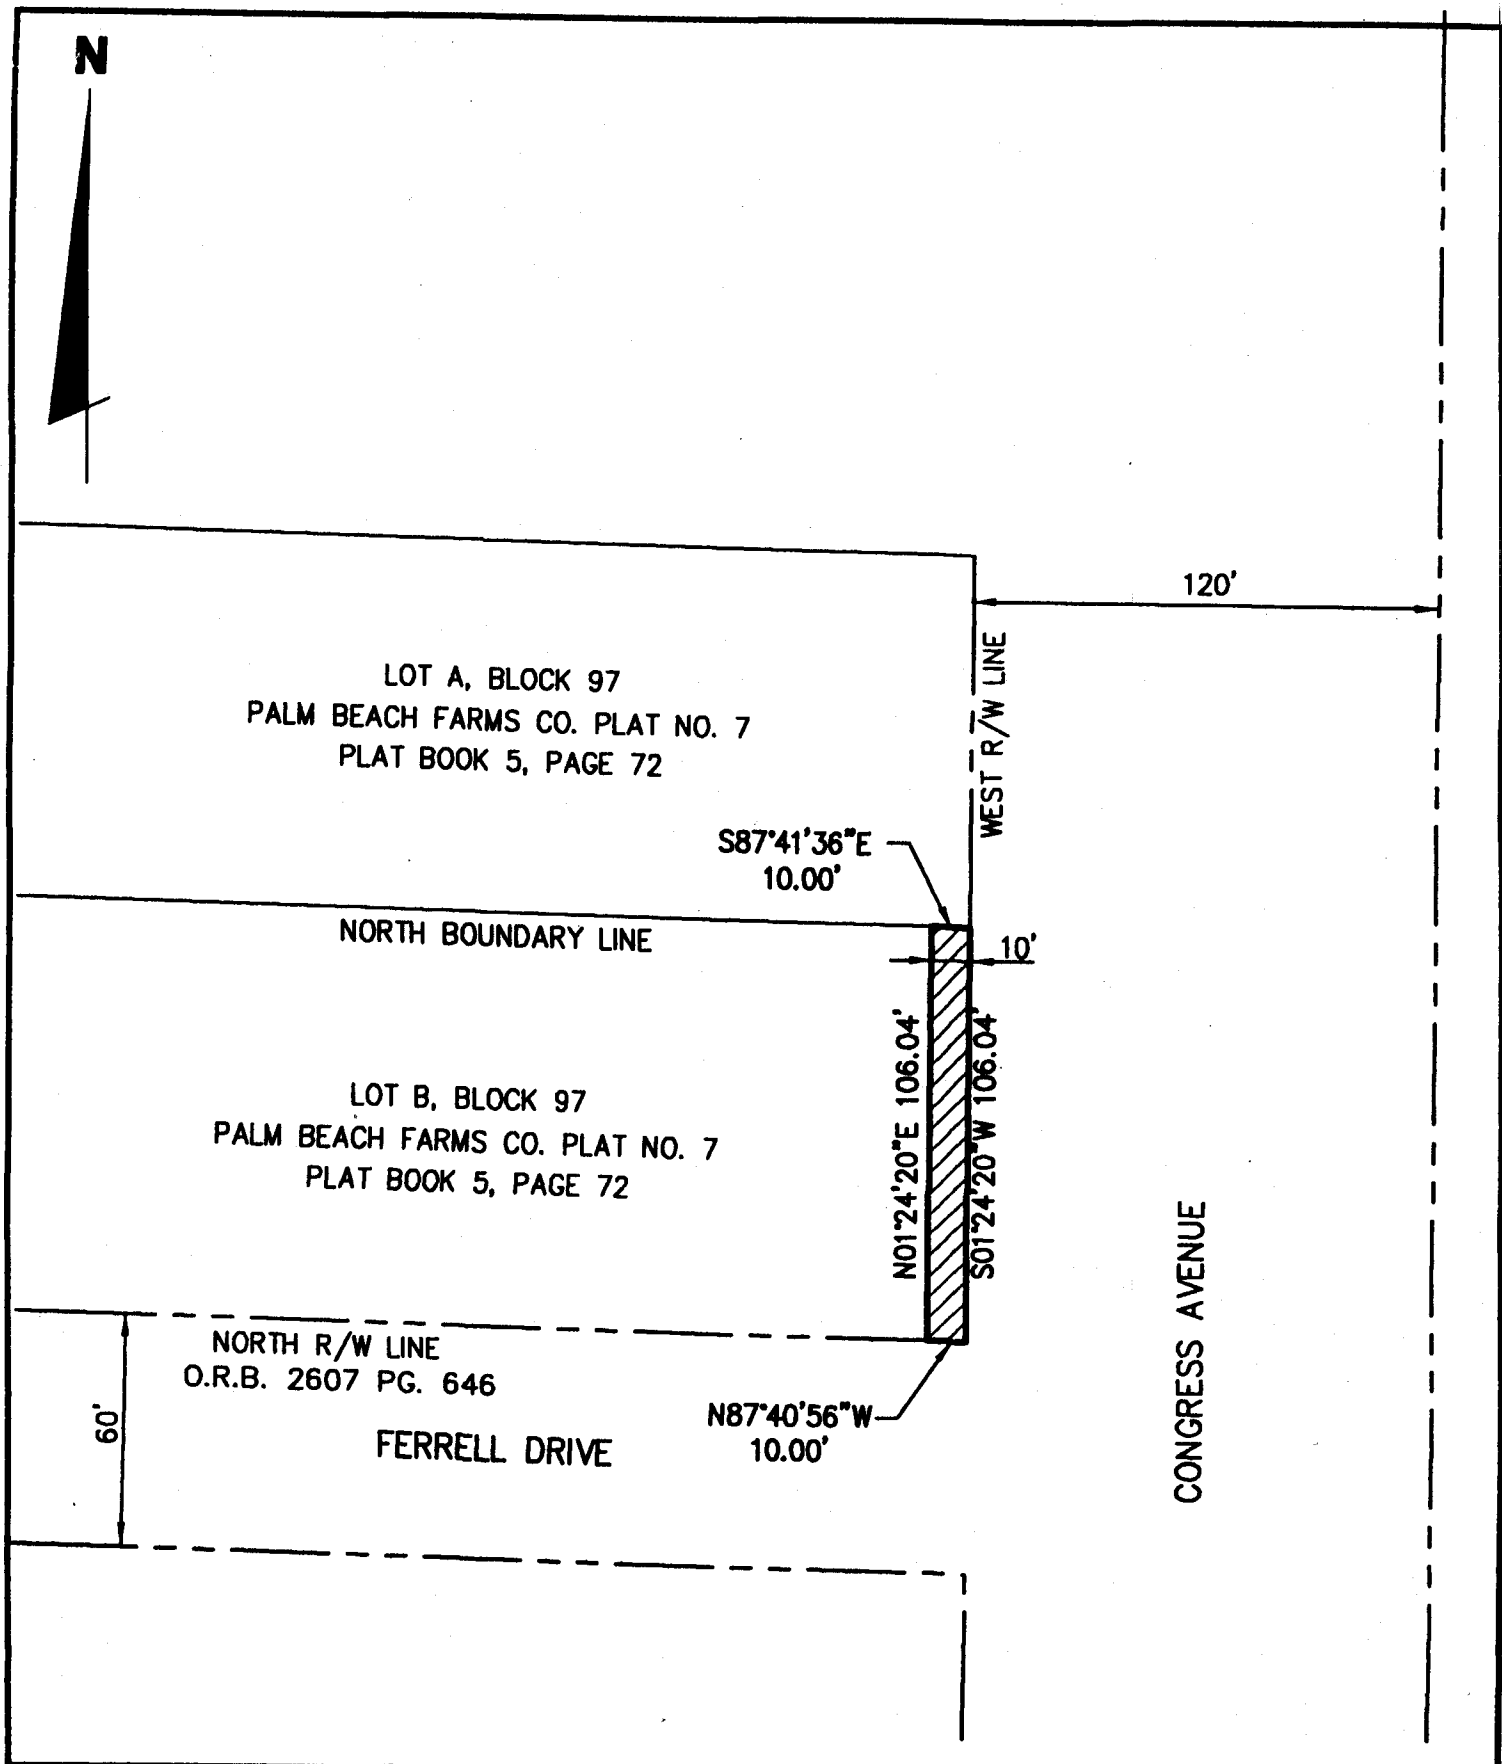 N
120'
WEST R/W LINE
LOT A, BLOCK 97
PALM BEACH FARMS CO. PLAT NO. 7
PLAT BOOK 5, PAGE 72
S87°41'36"E
10.00'
NORTH BOUNDARY LINE
10'
N01°24'20"E 106.04'
S01°24'20"W 106.04'
LOT B, BLOCK 97
PALM BEACH FARMS CO. PLAT NO. 7
PLAT BOOK 5, PAGE 72
CONGRESS AVENUE
NORTH R/W LINE
O.R.B. 2607 PG. 646
60'
FERRELL DRIVE
N87°40'56"W
10.00'